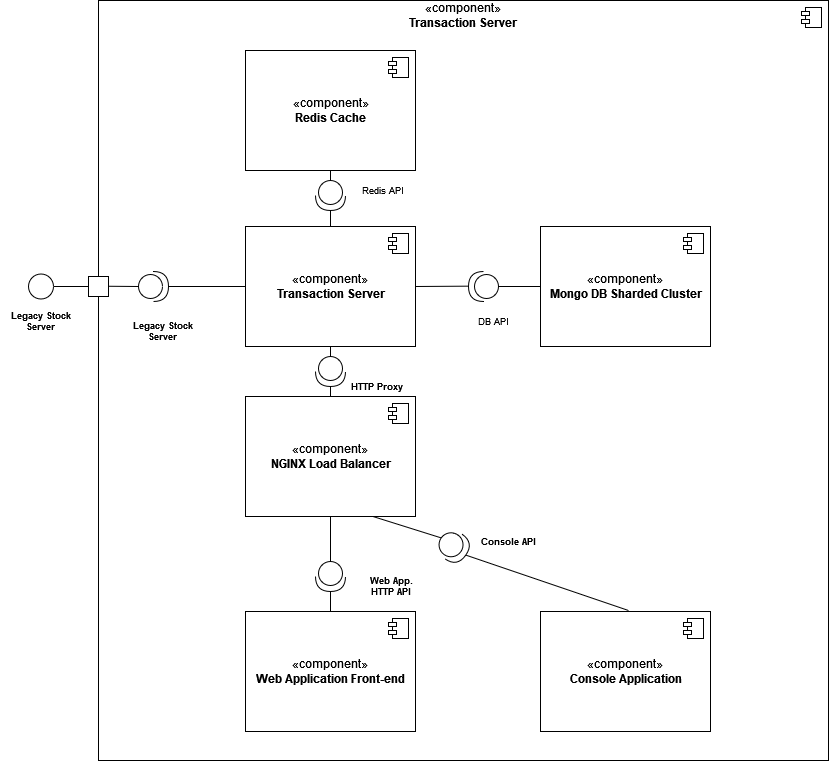 «component»
Transaction Server
«component»
Redis Cache
Redis API
«component»
Transaction Server
«component»
Mongo DB Sharded Cluster
Legacy Stock
Server
Legacy Stock
Server
DB API
HTTP Proxy
«component»
NGINX Load Balancer
Console API
Web App.
HTTP API
«component»
Web Application Front-end
«component»
Console Application